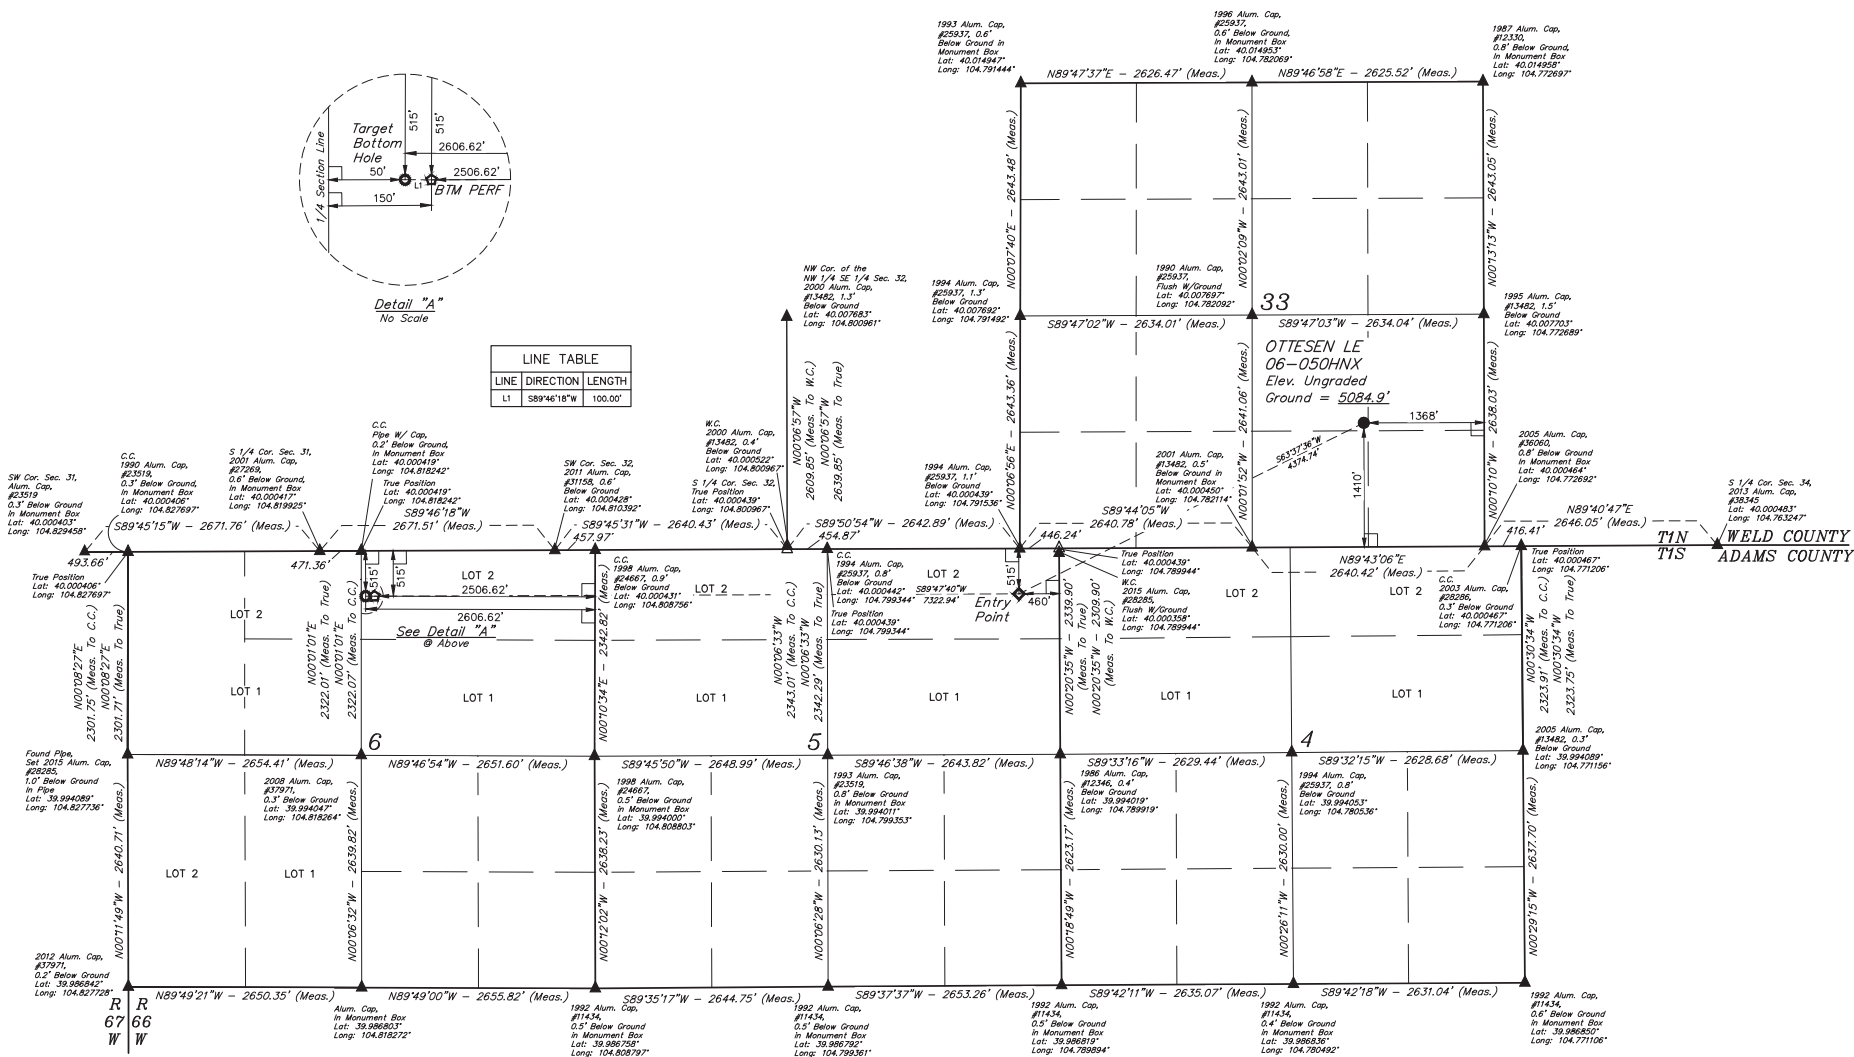 1993 Alum. Cap,
#25937, 0.6'
Below Ground in
Monument Box
Lat: 40.014947°
Long: 104.791444°
1996 Alum. Cap,
#25937,
0.6' Below Ground,
In Monument Box
Lat: 40.014953°
Long: 104.782069°
1987 Alum. Cap,
#12330,
0.8' Below Ground,
In Monument Box
Lat: 40.014958°
Long: 104.772697°
N89°47'37"E - 2626.47' (Meas.)
N89°46'58"E - 2625.52' (Meas.)
Target
Bottom
Hole
515'
515'
2606.62'
50'
L1
2506.62'
BTM PERF
150'
1/4 Section Line
Detail "A"
No Scale
N00°07'40"E - 2643.48' (Meas.)
N00°02'09"W - 2643.01' (Meas.)
N00°13'13"W - 2643.05' (Meas.)
NW Cor. of the
NW 1/4 SE 1/4 Sec. 32,
2000 Alum. Cap,
#13482, 1.3'
Below Ground
Lat: 40.007683°
Long: 104.800961°
1994 Alum. Cap,
#25937, 1.3'
Below Ground
Lat: 40.007692°
Long: 104.791492°
1990 Alum. Cap,
#25937,
Flush W/Ground
Lat: 40.007697°
Long: 104.782092°
33
1995 Alum. Cap,
#13482, 1.5'
Below Ground
Lat: 40.007703°
Long: 104.772689°
S89°47'02"W - 2634.01' (Meas.)
S89°47'03"W - 2634.04' (Meas.)
LINE TABLE
LINE DIRECTION LENGTH
L1 S89°46'18"W 100.00'
OTTESEN LE
06-050HNX
Elev. Ungraded
Ground = 5084.9'
1368'
1410'
S63°37'36"W
4374.74'
N00°06'57"W
2609.85' (Meas. To W.C.)
N00°06'57"W
2639.85' (Meas. To True)
N00°06'56"E - 2643.36' (Meas.)
N00°01'52"W - 2641.06' (Meas.)
N00°10'10"W - 2638.03' (Meas.)
SW Cor. Sec. 31,
Alum. Cap,
#23519
0.3' Below Ground
in Monument Box
Lat: 40.000403°
Long: 104.829458°
C.C.
1990 Alum. Cap,
#23519,
0.3' Below Ground,
In Monument Box
Lat: 40.000406°
Long: 104.827697°
S 1/4 Cor. Sec. 31,
2001 Alum. Cap,
#27269,
0.6' Below Ground,
In Monument Box
Lat: 40.000417°
Long: 104.819925°
C.C.
Pipe W/ Cap,
0.2' Below Ground,
In Monument Box
Lat: 40.000419°
Long: 104.818242°
True Position
Lat: 40.000419°
Long: 104.818242°
SW Cor. Sec. 32,
2011 Alum. Cap,
#31158, 0.6'
Below Ground
Lat: 40.000428°
Long: 104.810392°
W.C.
2000 Alum. Cap,
#13482, 0.4'
Below Ground
Lat: 40.000522°
Long: 104.800967°
S 1/4 Cor. Sec. 32,
True Position
Lat: 40.000439°
Long: 104.800967°
1994 Alum. Cap,
#25937, 1.1'
Below Ground
Lat: 40.000439°
Long: 104.791536°
2001 Alum. Cap,
#13482, 0.5'
Below Ground in
Monument Box
Lat: 40.000450°
Long: 104.782114°
2005 Alum. Cap,
#36060,
0.8' Below Ground
In Monument Box
Lat: 40.000464°
Long: 104.772692°
S 1/4 Cor. Sec. 34,
2013 Alum. Cap,
#38345
Lat: 40.000483°
Long: 104.763247°
S89°45'15"W - 2671.76' (Meas.)
S89°46'18"W
2671.51' (Meas.)
S89°45'31"W - 2640.43' (Meas.)
S89°50'54"W - 2642.89' (Meas.)
S89°44'05"W
2640.78' (Meas.)
N89°43'06"E
2640.42' (Meas.)
N89°40'47"E
2646.05' (Meas.)
493.66'
471.36'
457.97'
454.87'
446.24'
416.41'
T1N WELD COUNTY
T1S ADAMS COUNTY
True Position
Lat: 40.000406°
Long: 104.827697°
C.C.
1998 Alum. Cap,
#24667, 0.9'
Below Ground
Lat: 40.000431°
Long: 104.808756°
C.C.
1994 Alum. Cap,
#25937, 0.8'
Below Ground
Lat: 40.000442°
Long: 104.799344°
True Position
Lat: 40.000439°
Long: 104.799344°
True Position
Lat: 40.000439°
Long: 104.789944°
W.C.
2015 Alum. Cap,
#28285,
Flush W/Ground
Lat: 40.000358°
Long: 104.789944°
C.C.
2003 Alum. Cap,
#28286,
0.3' Below Ground
Lat: 40.000467°
Long: 104.771206°
True Position
Lat: 40.000467°
Long: 104.771206°
LOT 2
LOT 2
LOT 2
LOT 2
LOT 2
LOT 2
515'
515'
2506.62'
2606.62'
See Detail "A"
@ Above
S89°47'40"W
7322.94'
515'
460'
Entry
Point
N00°08'27"E
2301.75' (Meas. To C.C.)
N00°08'27"E
2301.71' (Meas. To True)
N00°01'01"E
2322.01' (Meas. To True)
N00°01'01"E
2322.07' (Meas. To C.C.)
N00°10'34"E - 2342.82' (Meas.)
N00°06'33"W
2343.01' (Meas. To C.C.)
N00°06'33"W
2342.29' (Meas. To True)
N00°20'35"W - 2339.90'
(Meas. To True)
N00°20'35"W - 2309.90'
(Meas. To W.C.)
N00°30'34"W
2323.91' (Meas. To C.C.)
N00°30'34"W
2323.75' (Meas. To True)
LOT 1
LOT 1
LOT 1
LOT 1
LOT 1
LOT 1
6
5
4
Found Pipe,
Set 2015 Alum. Cap,
#28285,
1.0' Below Ground
In Pipe
Lat: 39.994089°
Long: 104.827736°
N89°48'14"W - 2654.41' (Meas.)
N89°46'54"W - 2651.60' (Meas.)
S89°45'50"W - 2648.99' (Meas.)
S89°46'38"W - 2643.82' (Meas.)
S89°33'16"W - 2629.44' (Meas.)
S89°32'15"W - 2628.68' (Meas.)
2008 Alum. Cap,
#37971,
0.3' Below Ground
Lat: 39.994047°
Long: 104.818264°
1998 Alum. Cap,
#24667,
0.5' Below Ground
in Monument Box
Lat: 39.994000°
Long: 104.808803°
1993 Alum. Cap,
#23519,
0.8' Below Ground
in Monument Box
Lat: 39.994011°
Long: 104.799353°
1986 Alum. Cap,
#12346, 0.4'
Below Ground
Lat: 39.994019°
Long: 104.789919°
1994 Alum. Cap,
#25937, 0.8'
Below Ground
Lat: 39.994053°
Long: 104.780536°
2005 Alum. Cap,
#13482, 0.3'
Below Ground
Lat: 39.994089°
Long: 104.771156°
N00°11'49"W - 2640.71' (Meas.)
N00°06'32"W - 2639.82' (Meas.)
N00°12'02"W - 2638.23' (Meas.)
N00°06'28"W - 2630.13' (Meas.)
N00°18'49"W - 2623.17' (Meas.)
N00°26'11"W - 2630.00' (Meas.)
N00°29'15"W - 2637.70' (Meas.)
LOT 2
LOT 1
2012 Alum. Cap,
#37971,
0.2' Below Ground
Lat: 39.986842°
Long: 104.827728°
R R
67 66
W W
N89°49'21"W - 2650.35' (Meas.)
N89°49'00"W - 2655.82' (Meas.)
S89°35'17"W - 2644.75' (Meas.)
S89°37'37"W - 2653.26' (Meas.)
S89°42'11"W - 2635.07' (Meas.)
S89°42'18"W - 2631.04' (Meas.)
Alum. Cap,
In Monument Box
Lat: 39.986803°
Long: 104.818272°
1992 Alum. Cap,
#11434,
0.5' Below Ground
In Monument Box
Lat: 39.986758°
Long: 104.808797°
1992 Alum. Cap,
#11434,
0.5' Below Ground
In Monument Box
Lat: 39.986792°
Long: 104.799361°
1992 Alum. Cap,
#11434,
0.5' Below Ground
In Monument Box
Lat: 39.986819°
Long: 104.789894°
1992 Alum. Cap,
#11434,
0.4' Below Ground
In Monument Box
Lat: 39.986836°
Long: 104.780492°
1992 Alum. Cap,
#11434,
0.6' Below Ground
In Monument Box
Lat: 39.986850°
Long: 104.771106°